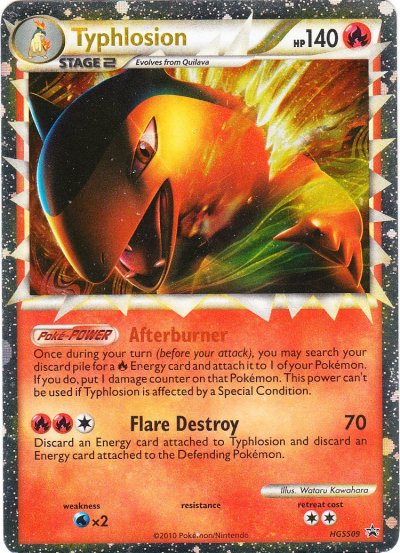 Typhlosion HP 140
STAGE 2 Evolves from Quilava
Poké-POWER Afterburner
Once during your turn (before your attack), you may search your
discard pile for a Energy card and attach it to 1 of your Pokémon.
If you do, put 1 damage counter on that Pokémon. This power can't
be used if Typhlosion is affected by a Special Condition.
Flare Destroy 70
Discard an Energy card attached to Typhlosion and discard an
Energy card attached to the Defending Pokémon.
Illus. Wataru Kawahara
weakness resistance retreat cost
×2
©2010 Pokémon/Nintendo HGSS09